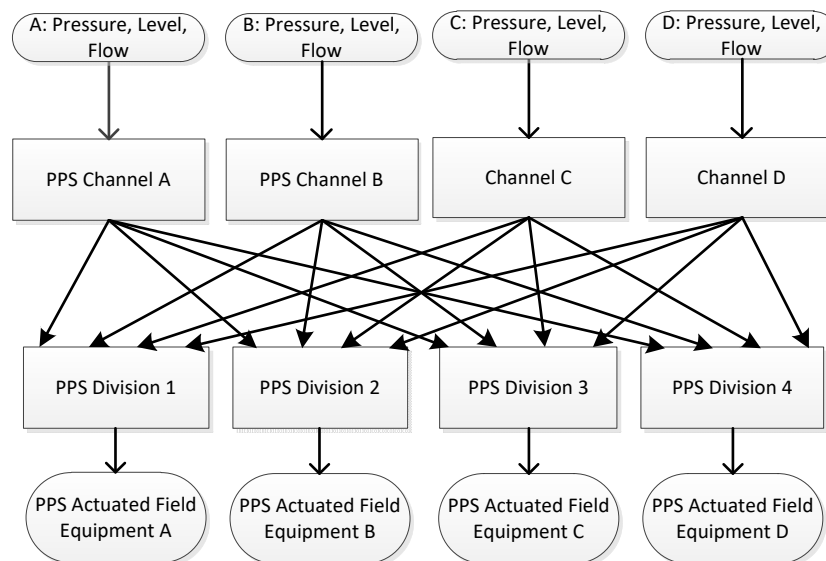 A: Pressure, Level,
Flow
B: Pressure, Level,
Flow
C: Pressure, Level,
Flow
D: Pressure, Level,
Flow
PPS Channel A
PPS Channel B
Channel C
Channel D
PPS Division 1
PPS Division 2
PPS Division 3
PPS Division 4
PPS Actuated Field
Equipment A
PPS Actuated Field
Equipment B
PPS Actuated Field
Equipment C
PPS Actuated Field
Equipment D